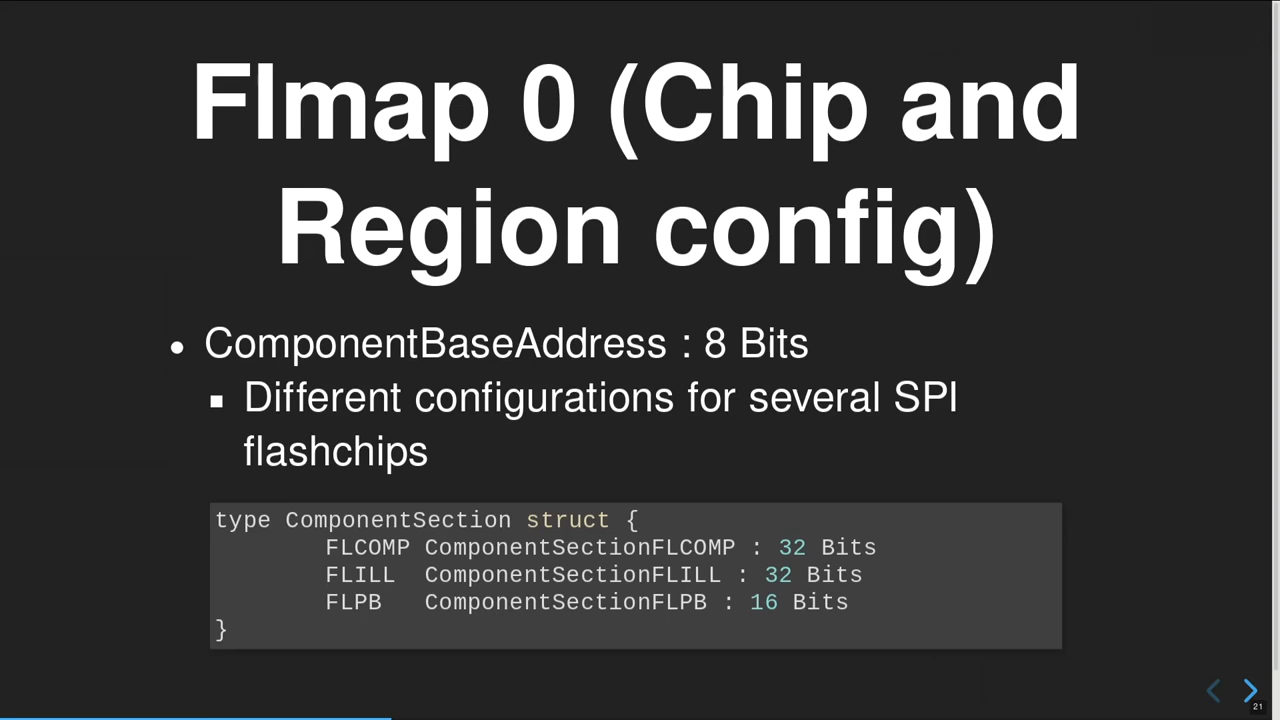 Flmap 0 (Chip and
Region config)
ComponentBaseAddress : 8 Bits
Different configurations for several SPI
flashchips
type ComponentSection struct {
FLCOMP ComponentSectionFLCOMP : 32 Bits
FLILL  ComponentSectionFLILL : 32 Bits
FLPB   ComponentSectionFLPB : 16 Bits
}
21